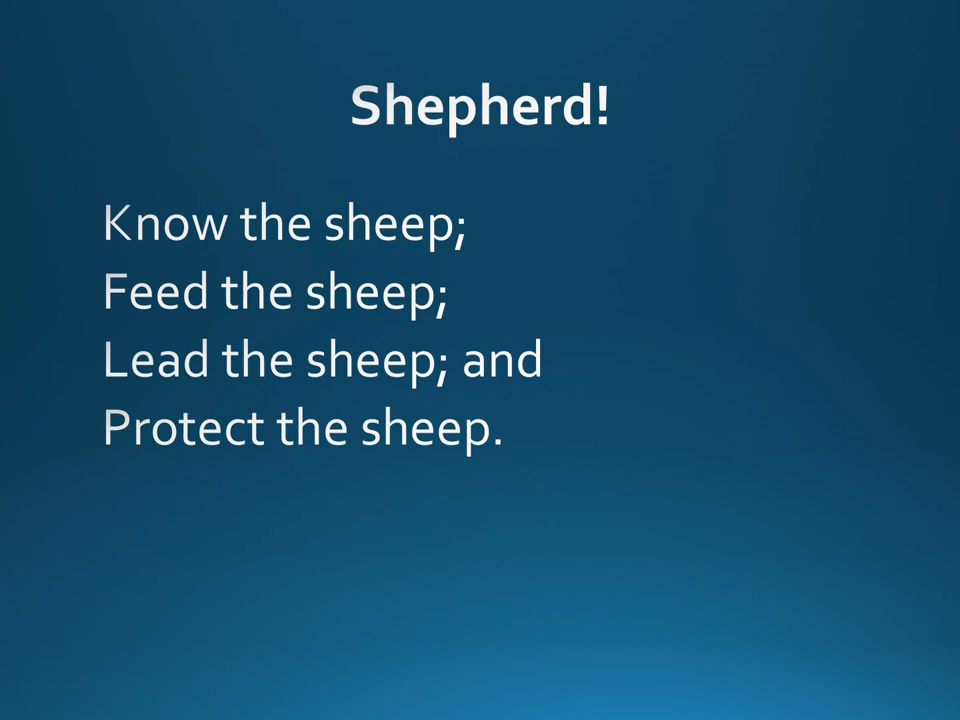 Shepherd!
Know the sheep;
Feed the sheep;
Lead the sheep; and
Protect the sheep.